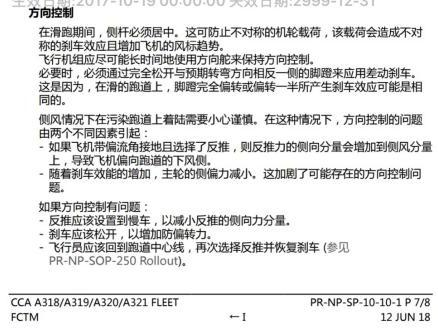 生效日期:2017-10-19 00:00:00 失效日期:2999-12-31
方向控制
在滑跑期间，侧杆必须居中。这可防止不对称的机轮载荷，该载荷会造成不对
称的刹车效应且增加飞机的风标趋势。
飞行机组应尽可能长时间地使用方向舵来保持方向控制。
必要时，必须通过完全松开与预期转弯方向相反一侧的脚蹬来应用差动刹车。
这是因为，在滑的跑道上，脚蹬完全偏转或偏转一半所产生刹车效应可能是相
同的。
侧风情况下在污染跑道上着陆需要小心谨慎。在这种情况下，方向控制的问题
由两个不同因素引起：
- 如果飞机带偏流角接地且选择了反推，则反推力的侧向分量会增加到侧风分量
上，导致飞机偏向跑道的下风侧。
- 随着刹车效能的增加，主轮的侧偏力减小。这加剧了可能存在的方向控制问
题。
如果方向控制有问题：
- 反推应该设置到慢车，以减小反推的侧向力分量。
- 刹车应该松开，以增加防偏转力。
- 飞行员应该回到跑道中心线，再次选择反推并恢复刹车 (参见
PR-NP-SOP-250 Rollout)。
CCA A318/A319/A320/A321 FLEET PR-NP-SP-10-10-1 P 7/8
FCTM ←I 12 JUN 18